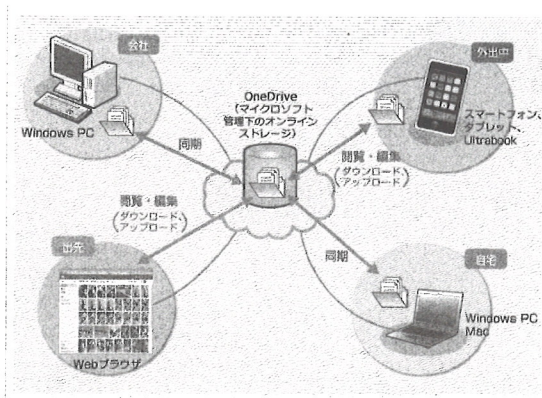 会社
Windows PC
同期
OneDrive
(マイクロソフト
管理下のオンライン
ストレージ)
外出中
スマートフォン、
タブレット、
Ultrabook
閲覧・編集
(ダウンロード、
アップロード)
閲覧・編集
(ダウンロード、
アップロード)
出先
Webブラウザ
同期
自宅
Windows PC
Mac